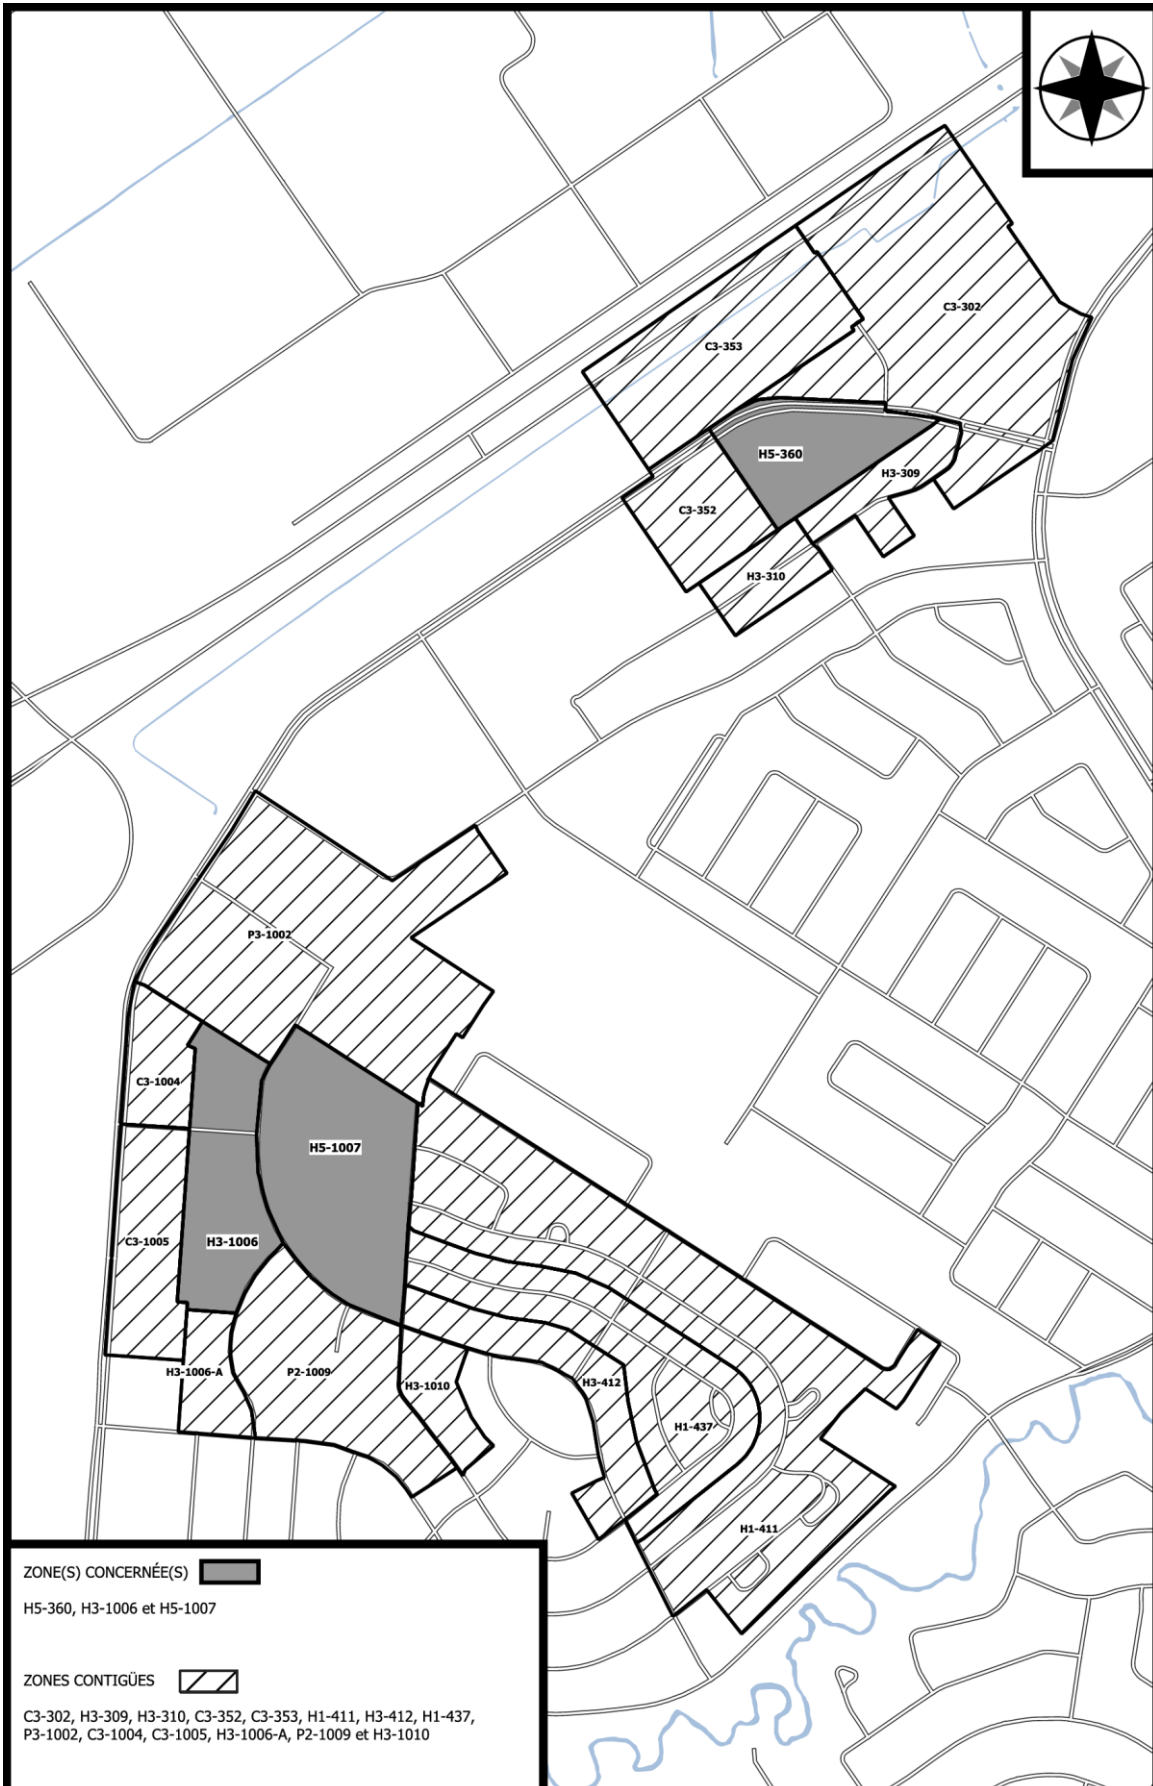 C3-302
C3-353
H5-360
H3-309
C3-352
H3-310
P3-1002
C3-1004
H5-1007
C3-1005
H3-1006
H3-1006-A
P2-1009
H3-1010
H3-412
H1-437
H1-411
ZONE(S) CONCERNÉE(S)
H5-360, H3-1006 et H5-1007
ZONES CONTIGÜES
C3-302, H3-309, H3-310, C3-352, C3-353, H1-411, H3-412, H1-437,
P3-1002, C3-1004, C3-1005, H3-1006-A, P2-1009 et H3-1010